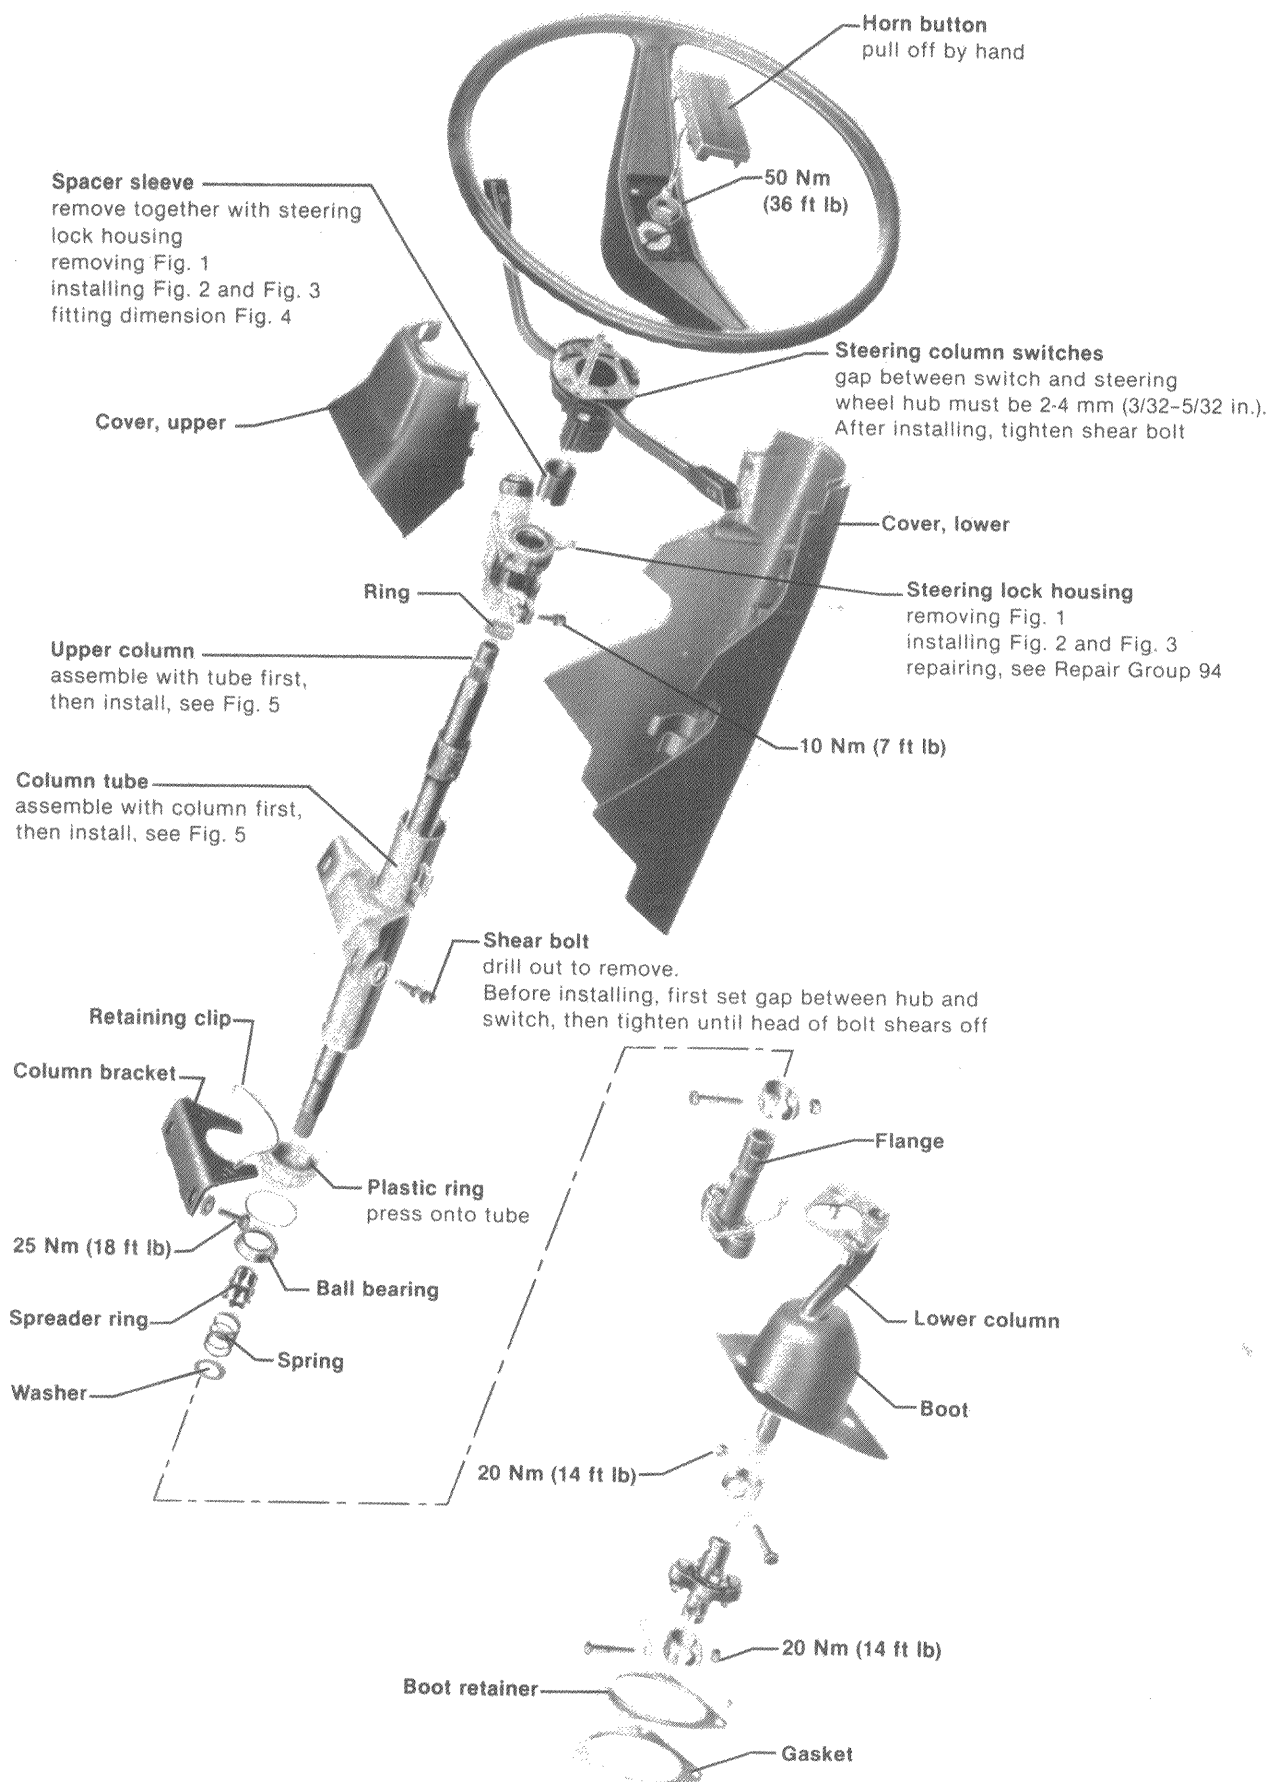 Horn button
pull off by hand
50 Nm
(36 ft lb)
Spacer sleeve
remove together with steering
lock housing
removing Fig. 1
installing Fig. 2 and Fig. 3
fitting dimension Fig. 4
Steering column switches
gap between switch and steering
wheel hub must be 2-4 mm (3/32–5/32 in.).
After installing, tighten shear bolt
Cover, upper
Cover, lower
Ring
Steering lock housing
removing Fig. 1
installing Fig. 2 and Fig. 3
repairing, see Repair Group 94
Upper column
assemble with tube first,
then install, see Fig. 5
10 Nm (7 ft lb)
Column tube
assemble with column first,
then install, see Fig. 5
Shear bolt
drill out to remove.
Before installing, first set gap between hub and
switch, then tighten until head of bolt shears off
Retaining clip
Column bracket
Flange
Plastic ring
press onto tube
25 Nm (18 ft lb)
Ball bearing
Spreader ring
Lower column
Spring
Washer
Boot
20 Nm (14 ft lb)
20 Nm (14 ft lb)
Boot retainer
Gasket